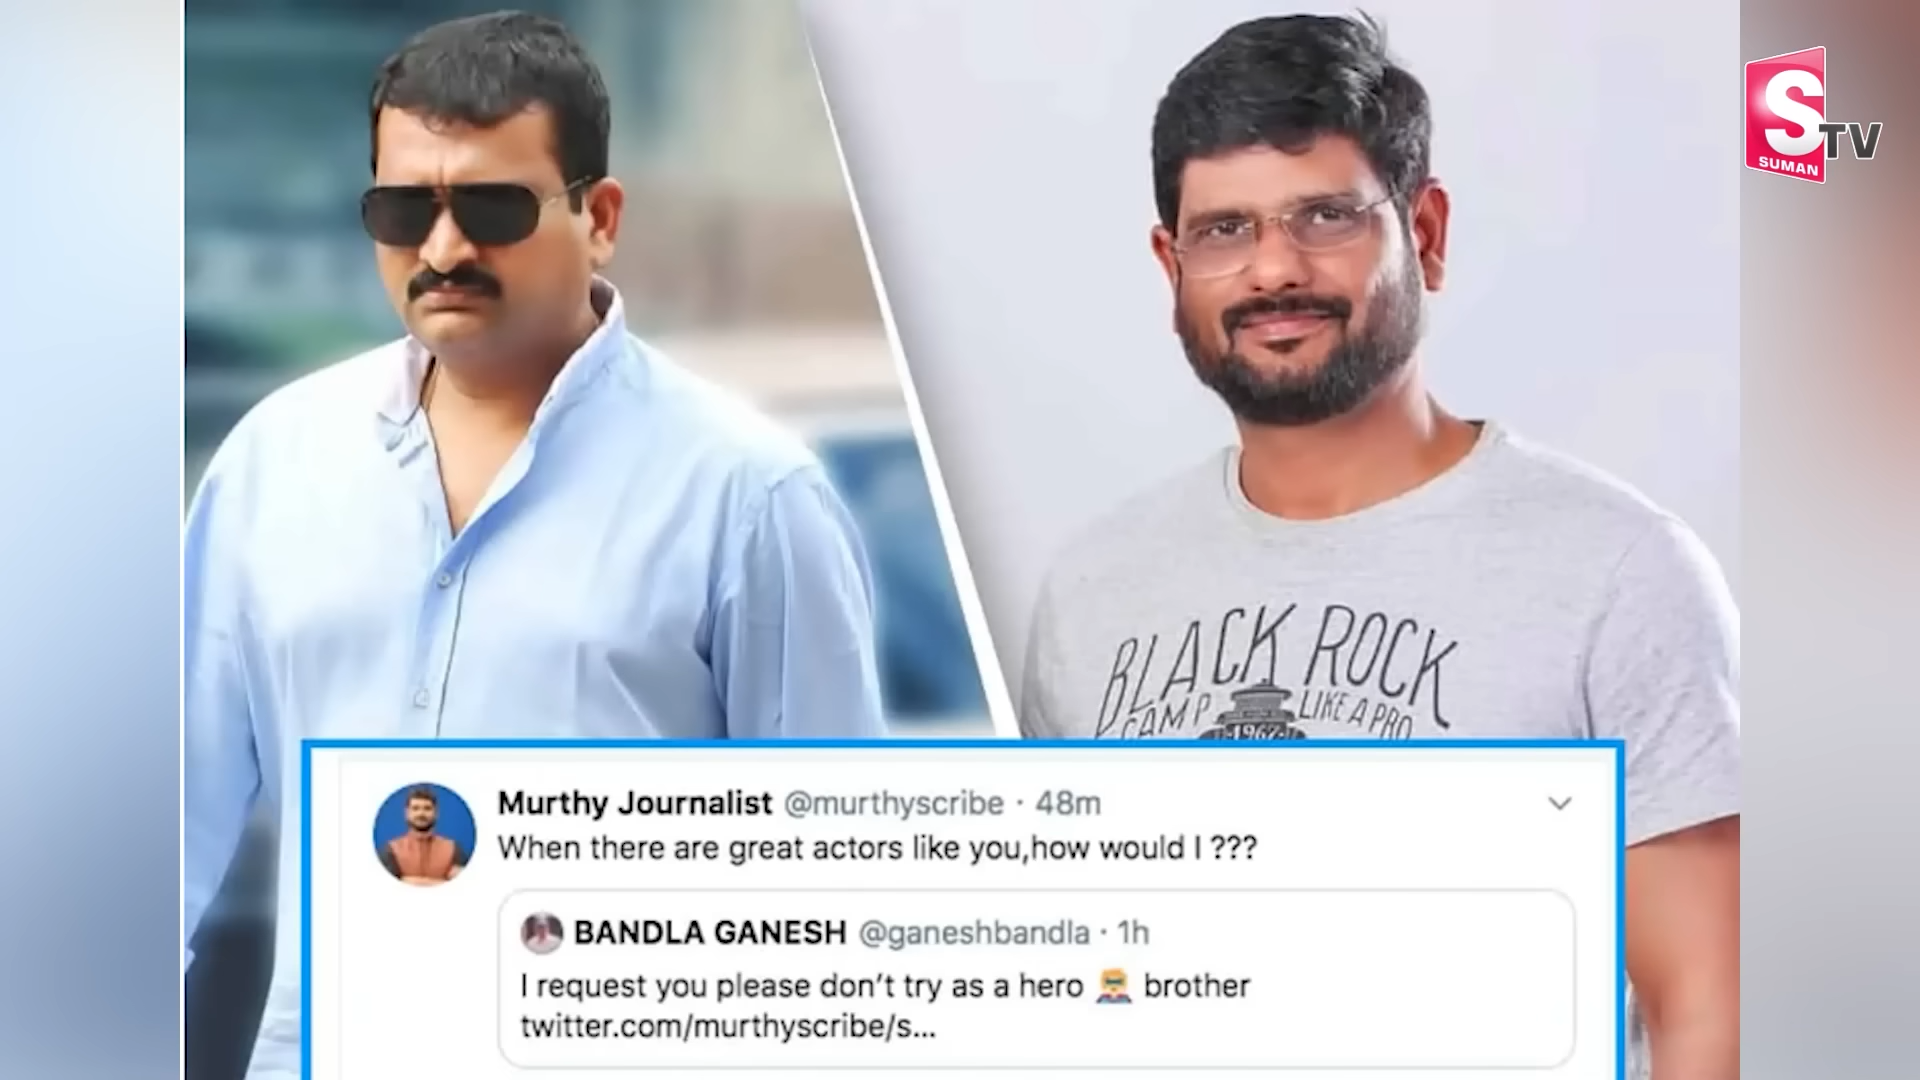 S
TV
SUMAN
BLACK ROCK
CAMP LIKE A PRO
1967
Murthy Journalist @murthyscribe · 48m
When there are great actors like you,how would I ???
BANDLA GANESH @ganeshbandla · 1h
I request you please don’t try as a hero 🦸 brother
twitter.com/murthyscribe/s...